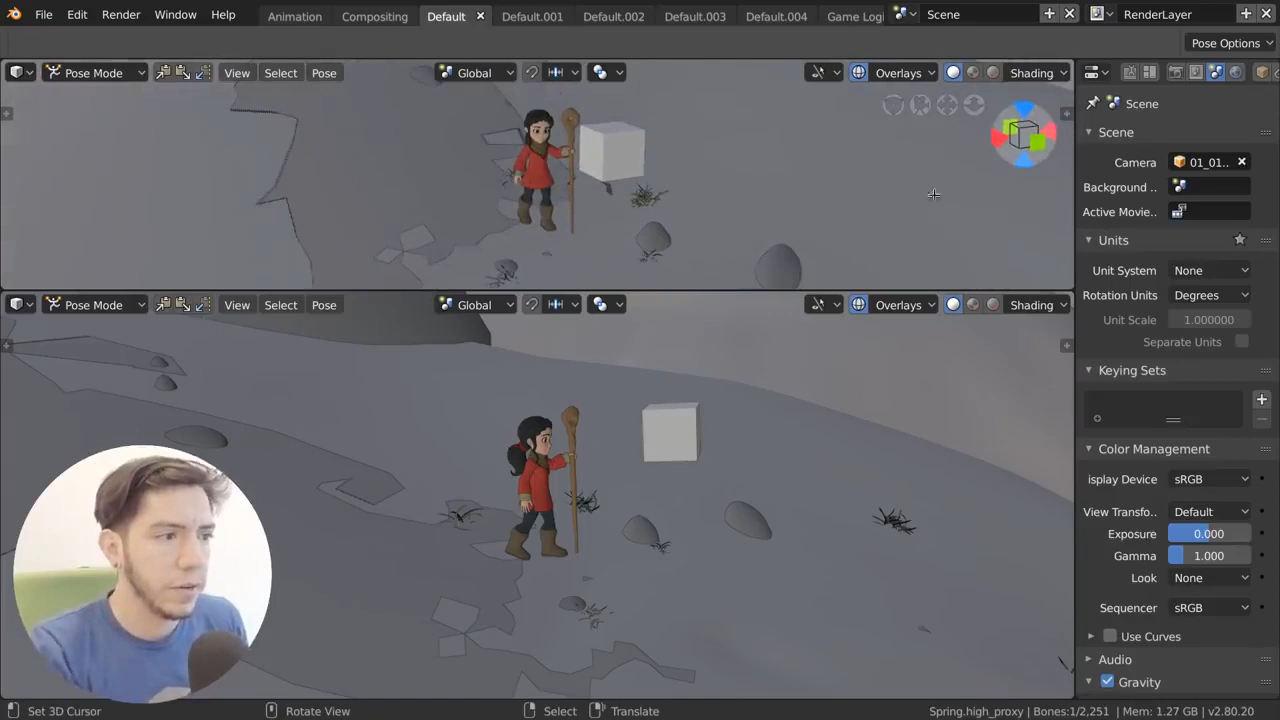 File Edit Render Window Help Animation Compositing Default Default.001 Default.002 Default.003 Default.004 Game Logi Scene RenderLayer
Pose Options
Pose Mode View Select Pose Global Overlays Shading
Scene
Scene
Camera 01_01..
Background ..
Active Movie..
Units
Unit System None
Rotation Units Degrees
Pose Mode View Select Pose Global Overlays Shading
Unit Scale 1.000000
Separate Units
Keying Sets
Color Management
isplay Device sRGB
View Transfo.. Default
Exposure 0.000
Gamma 1.000
Look None
Sequencer sRGB
Use Curves
Audio
Gravity
Set 3D Cursor Rotate View Select Translate Spring.high_proxy | Bones:1/2,251 | Mem: 1.27 GB | v2.80.20